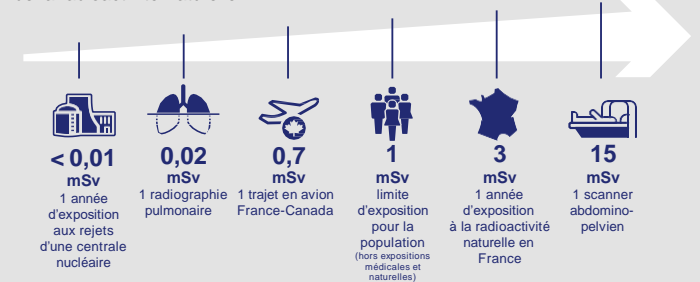 < 0,01
mSv
1 année
d'exposition
aux rejets
d'une centrale
nucléaire
0,02
mSv
1 radiographie
pulmonaire
0,7
mSv
1 trajet en avion
France-Canada
1
mSv
limite
d'exposition
pour la
population
(hors expositions
médicales et
naturelles)
3
mSv
1 année
d'exposition
à la radioactivité
naturelle en
France
15
mSv
1 scanner
abdomino-
pelvien